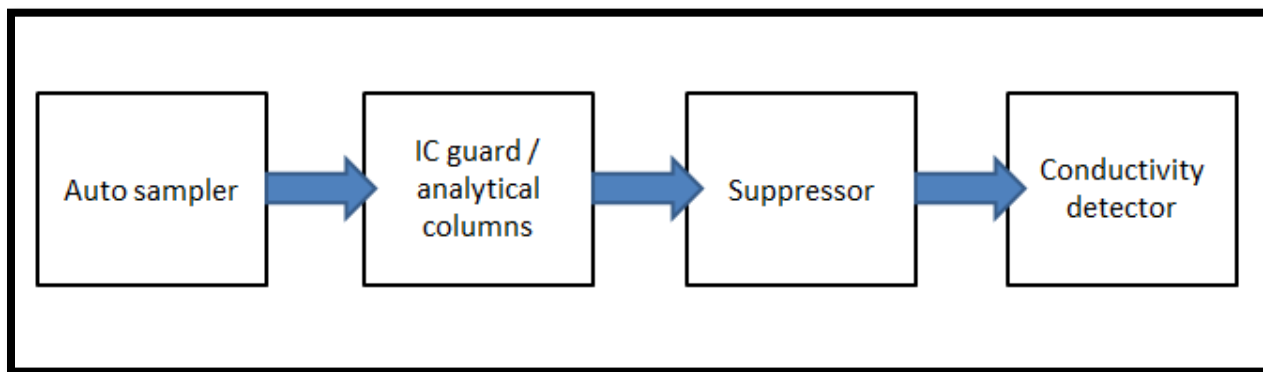 Auto sampler
IC guard /
analytical
columns
Suppressor
Conductivity
detector